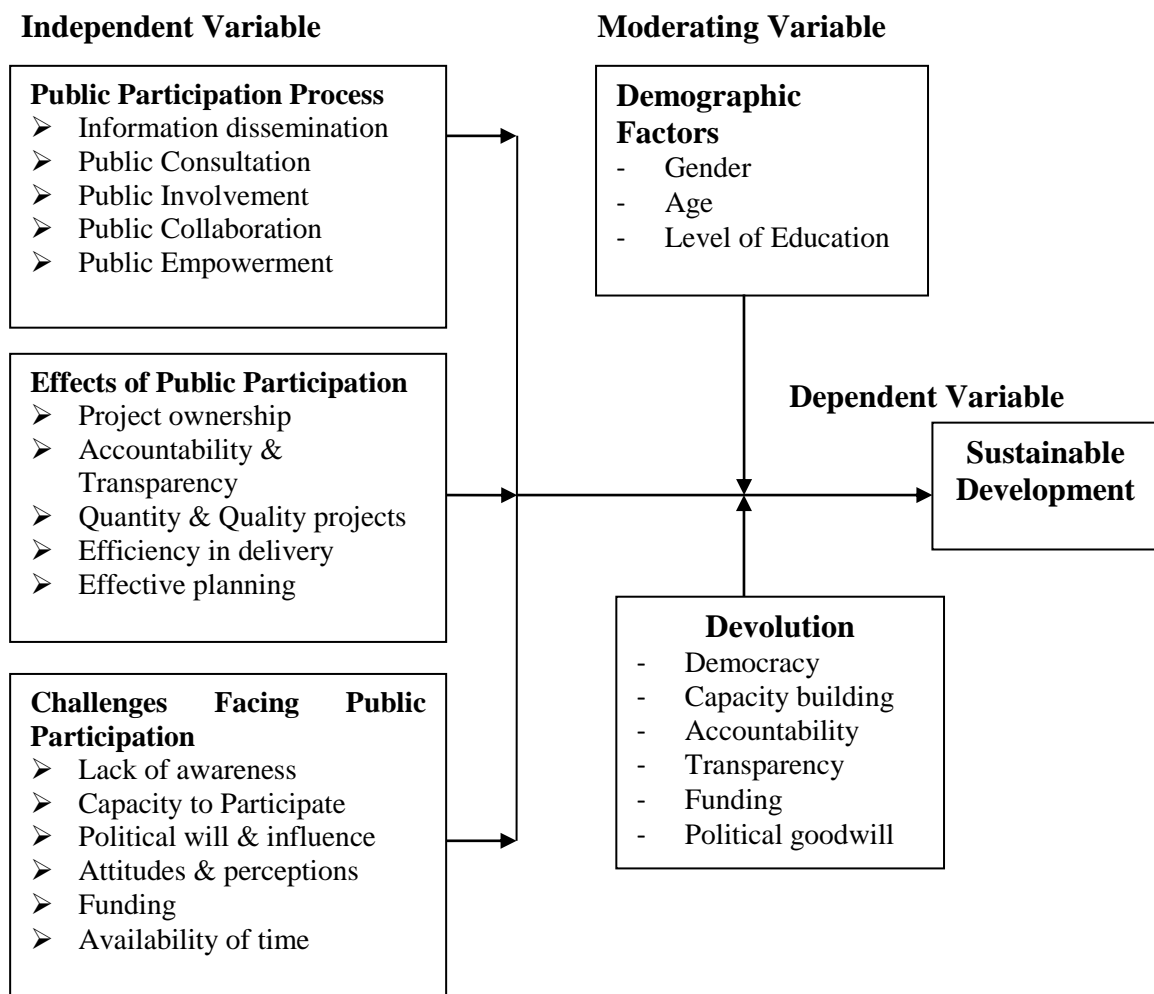 Independent Variable
Public Participation Process
➢ Information dissemination
➢ Public Consultation
➢ Public Involvement
➢ Public Collaboration
➢ Public Empowerment
Effects of Public Participation
➢ Project ownership
➢ Accountability &
Transparency
➢ Quantity & Quality projects
➢ Efficiency in delivery
➢ Effective planning
Challenges Facing Public
Participation
➢ Lack of awareness
➢ Capacity to Participate
➢ Political will & influence
➢ Attitudes & perceptions
➢ Funding
➢ Availability of time
Moderating Variable
Demographic
Factors
- Gender
- Age
- Level of Education
Devolution
- Democracy
- Capacity building
- Accountability
- Transparency
- Funding
- Political goodwill
Dependent Variable
Sustainable
Development